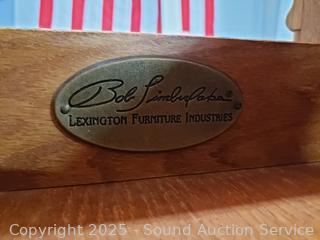 Bob Timberlake®
LEXINGTON FURNITURE INDUSTRIES
Copyright 2025 - Sound Auction Service